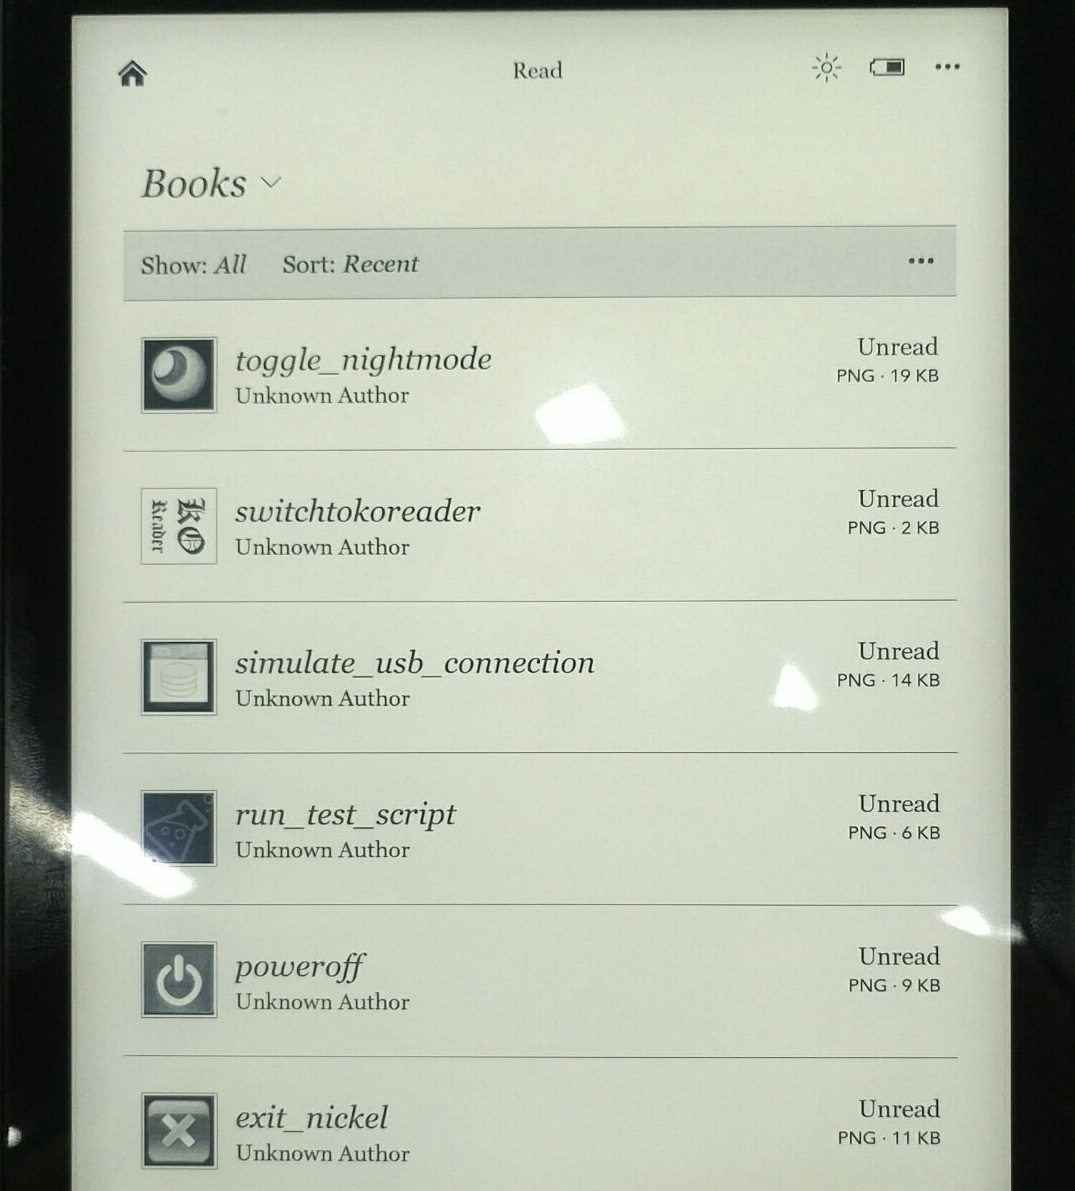 Read
Books
Show: All Sort: Recent
toggle_nightmode Unread
Unknown Author PNG · 19 KB
KO
Reader
switchtokoreader Unread
Unknown Author PNG · 2 KB
simulate_usb_connection Unread
Unknown Author PNG · 14 KB
run_test_script Unread
Unknown Author PNG · 6 KB
poweroff Unread
Unknown Author PNG · 9 KB
exit_nickel Unread
Unknown Author PNG · 11 KB